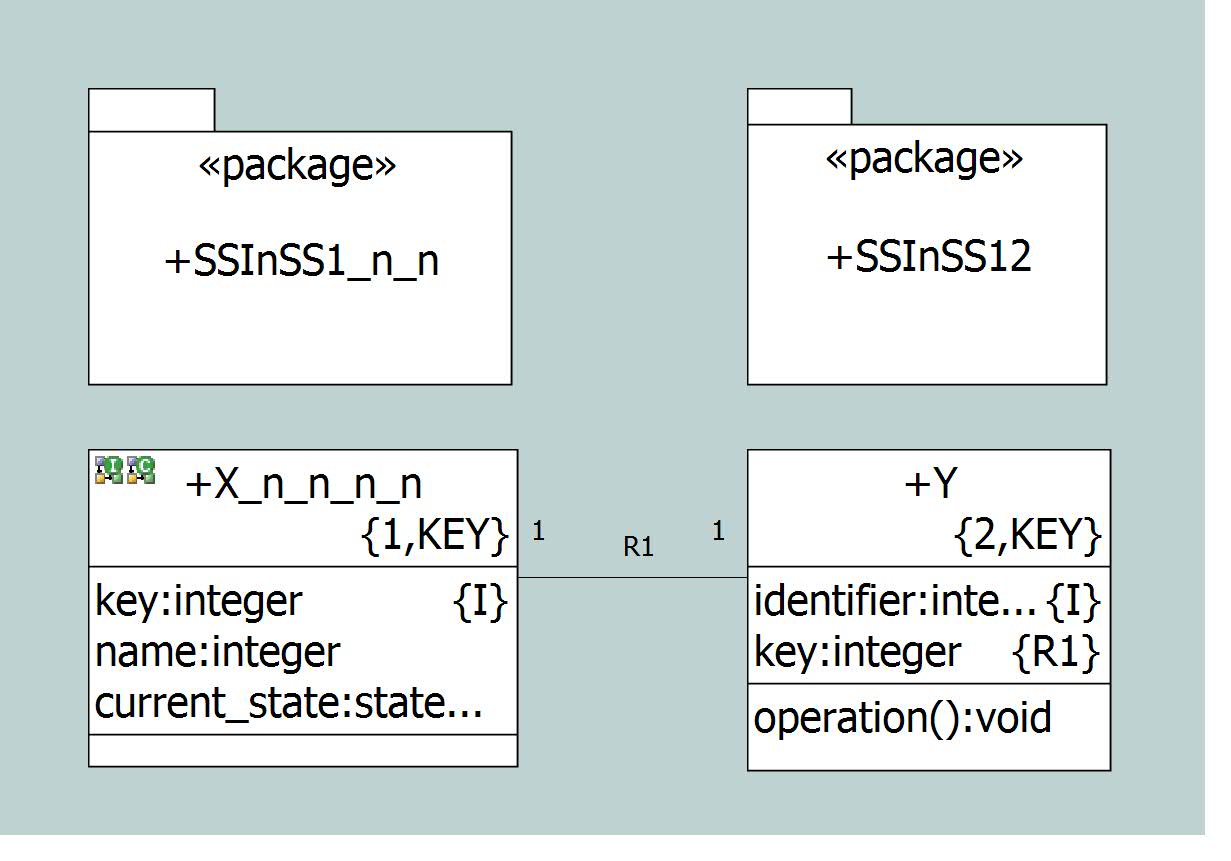 «package»
+SSInSS1_n_n
«package»
+SSInSS12
I C
+X_n_n_n_n
{1,KEY}
key:integer {I}
name:integer
current_state:state...
1 R1 1
+Y
{2,KEY}
identifier:inte... {I}
key:integer {R1}
operation():void